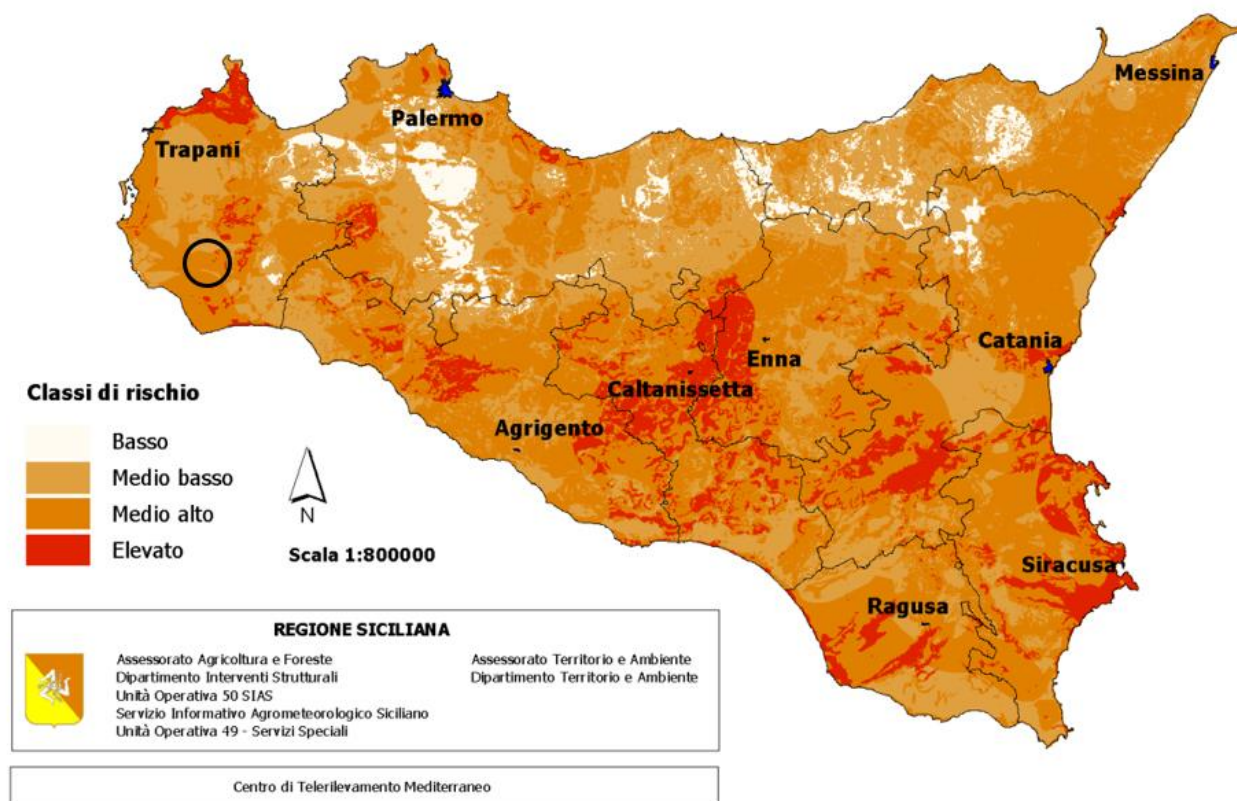 Messina
Palermo
Trapani
Catania
Enna
Caltanissetta
Agrigento
Siracusa
Ragusa
Classi di rischio
Basso
Medio basso
Medio alto
Elevato
N
Scala 1:800000
REGIONE SICILIANA
Assessorato Agricoltura e Foreste
Dipartimento Interventi Strutturali
Unità Operativa 50 SIAS
Servizio Informativo Agrometeorologico Siciliano
Unità Operativa 49 - Servizi Speciali
Assessorato Territorio e Ambiente
Dipartimento Territorio e Ambiente
Centro di Telerilevamento Mediterraneo